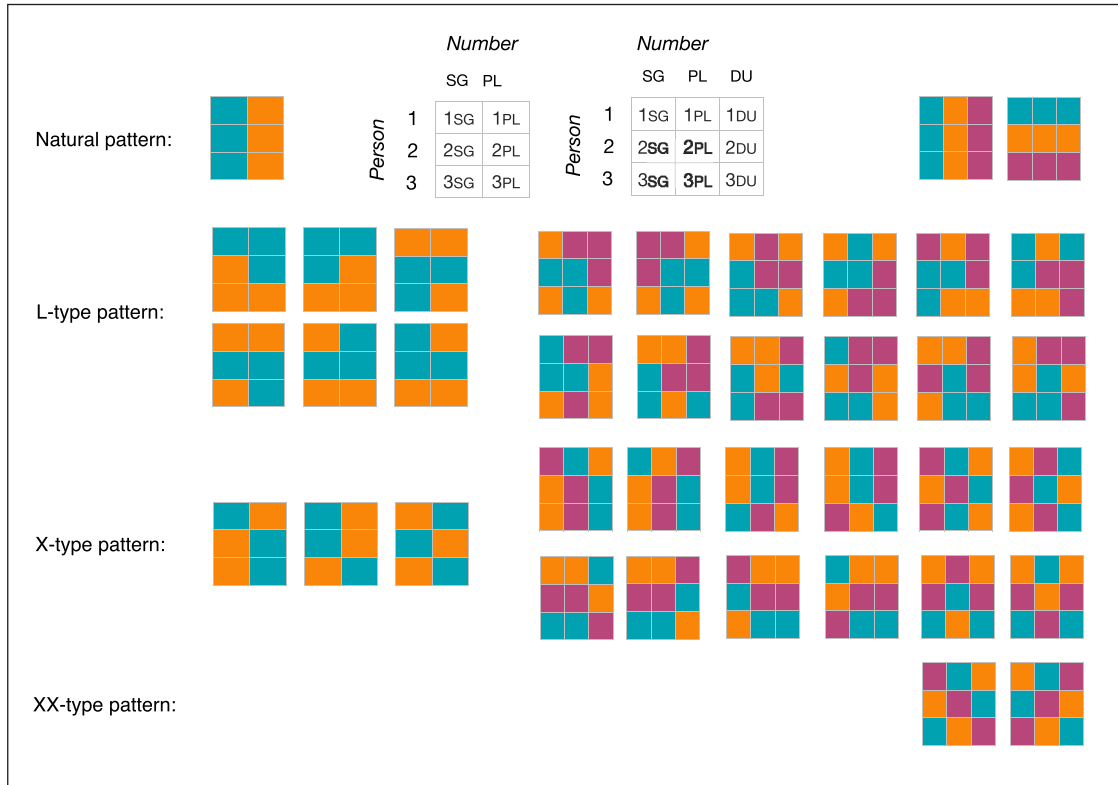 Number Number
SG PL SG PL DU
Natural pattern:
Person
1 1SG 1PL
2 2SG 2PL
3 3SG 3PL
Person
1 1SG 1PL 1DU
2 2SG 2PL 2DU
3 3SG 3PL 3DU
L-type pattern:
X-type pattern:
XX-type pattern: